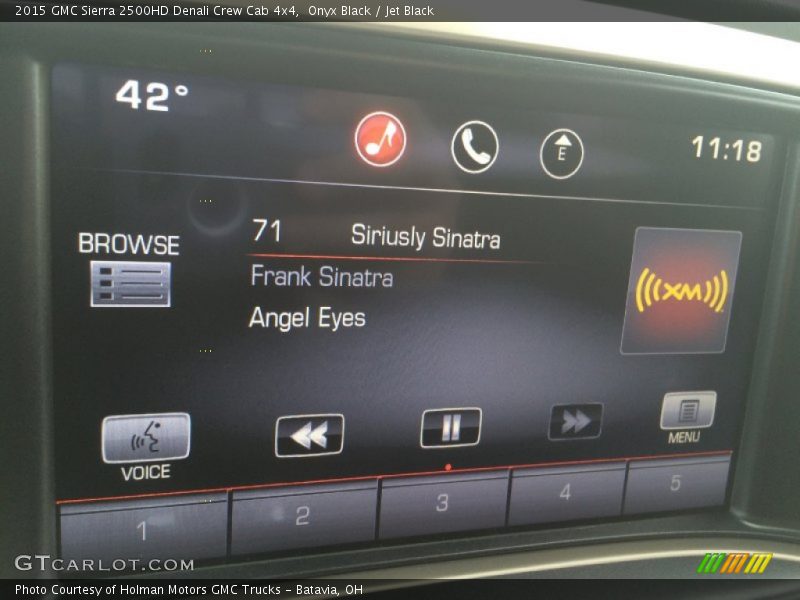 2015 GMC Sierra 2500HD Denali Crew Cab 4x4,  Onyx Black / Jet Black
42°
E
11:18
71 Siriusly Sinatra
BROWSE
Frank Sinatra
Angel Eyes
((((XM))))
VOICE
MENU
1 2 3 4 5
GTCARLOT.COM
Photo Courtesy of Holman Motors GMC Trucks – Batavia, OH